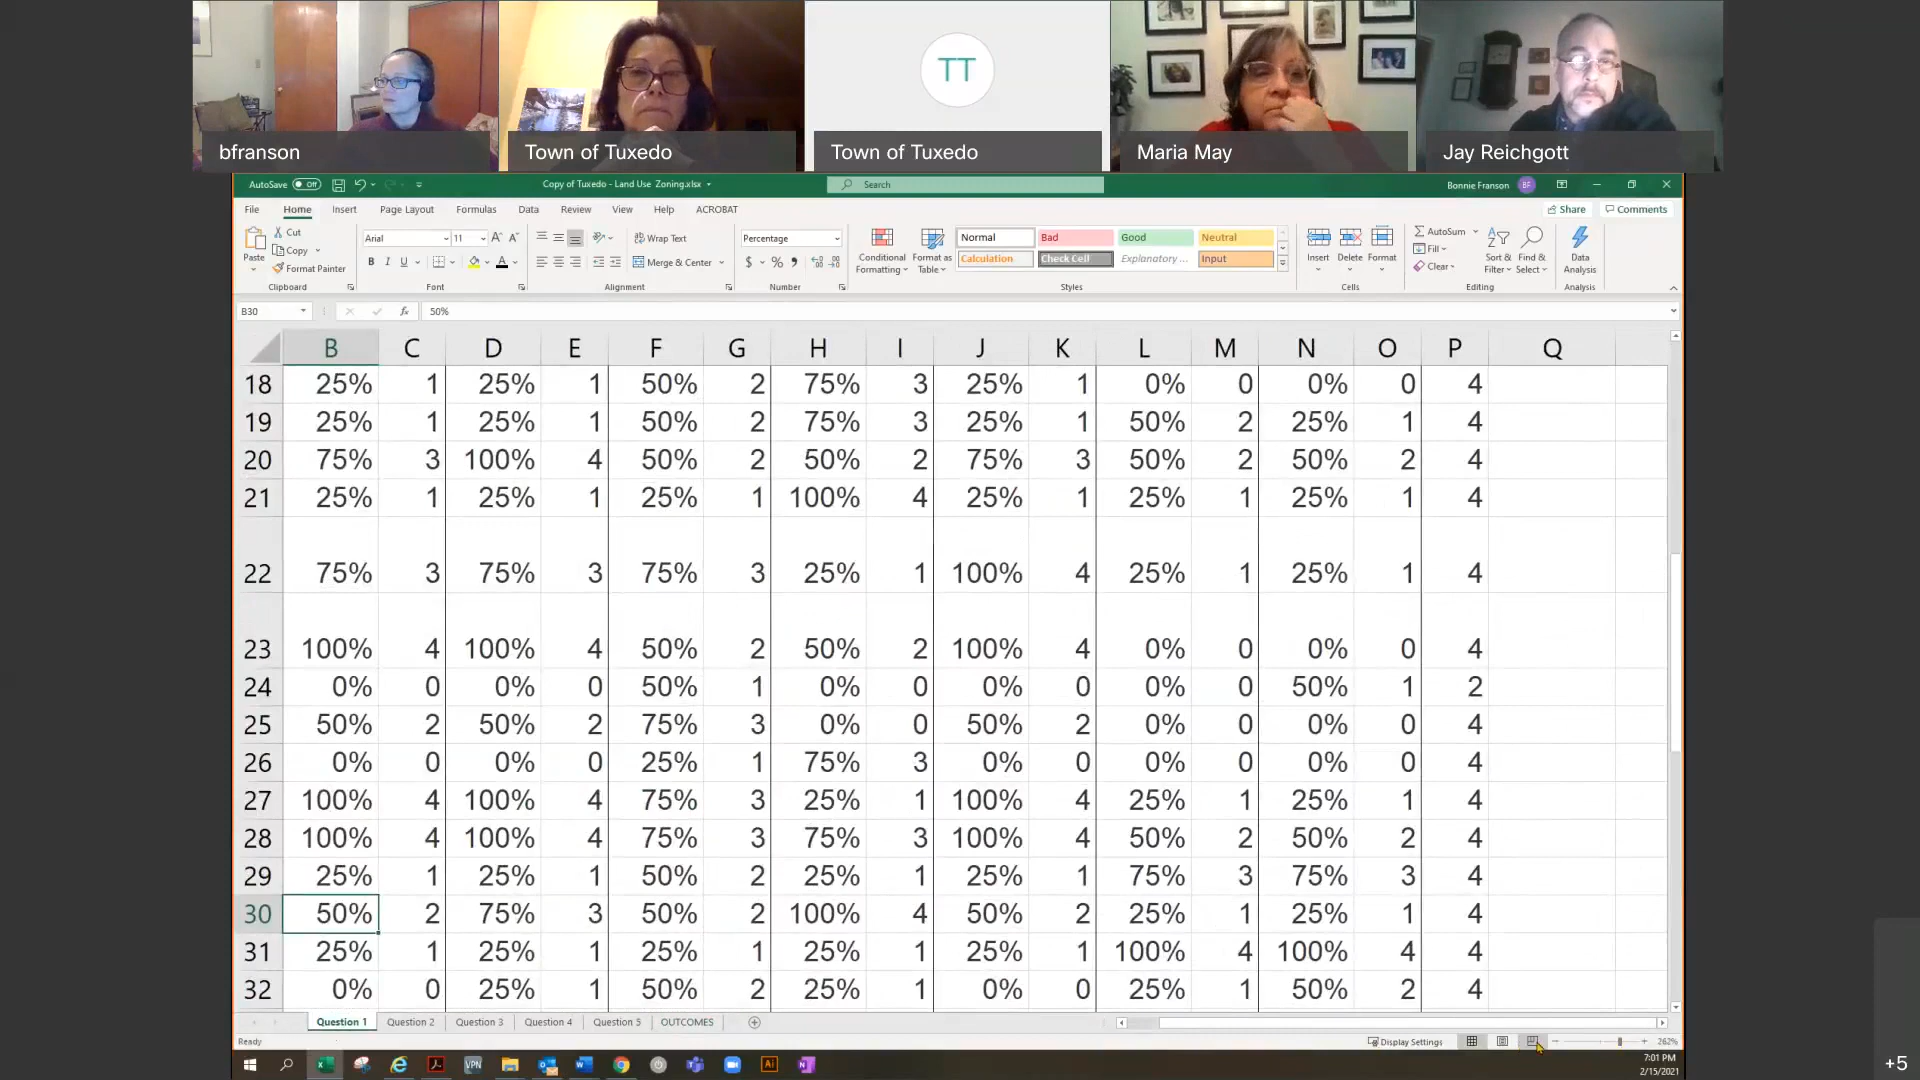 TT
bfranson
Town of Tuxedo
Town of Tuxedo
Maria May
Jay Reichgott
AutoSave Off
Copy of Tuxedo - Land Use Zoning.xlsx
Search
Bonnie Franson BF
File Home Insert Page Layout Formulas Data Review View Help ACROBAT
Share Comments
Paste
Cut
Copy
Format Painter
Clipboard
Arial 11
B I U
Font
Wrap Text
Merge & Center
Alignment
Percentage
Number
Conditional Formatting
Format as Table
Normal Bad Good Neutral
Calculation Check Cell Explanatory ... Input
Styles
Insert Delete Format
Cells
AutoSum
Fill
Clear
Sort & Filter
Find & Select
Editing
Data Analysis
Analysis
B30 fx 50%
B C D E F G H I J K L M N O P Q
18 25% 1 25% 1 50% 2 75% 3 25% 1 0% 0 0% 0 4
19 25% 1 25% 1 50% 2 75% 3 25% 1 50% 2 25% 1 4
20 75% 3 100% 4 50% 2 50% 2 75% 3 50% 2 50% 2 4
21 25% 1 25% 1 25% 1 100% 4 25% 1 25% 1 25% 1 4
22 75% 3 75% 3 75% 3 25% 1 100% 4 25% 1 25% 1 4
23 100% 4 100% 4 50% 2 50% 2 100% 4 0% 0 0% 0 4
24 0% 0 0% 0 50% 1 0% 0 0% 0 0% 0 50% 1 2
25 50% 2 50% 2 75% 3 0% 0 50% 2 0% 0 0% 0 4
26 0% 0 0% 0 25% 1 75% 3 0% 0 0% 0 0% 0 4
27 100% 4 100% 4 75% 3 25% 1 100% 4 25% 1 25% 1 4
28 100% 4 100% 4 75% 3 75% 3 100% 4 50% 2 50% 2 4
29 25% 1 25% 1 50% 2 25% 1 25% 1 75% 3 75% 3 4
30 50% 2 75% 3 50% 2 100% 4 50% 2 25% 1 25% 1 4
31 25% 1 25% 1 25% 1 25% 1 25% 1 100% 4 100% 4 4
32 0% 0 25% 1 50% 2 25% 1 0% 0 25% 1 50% 2 4
Question 1 Question 2 Question 3 Question 4 Question 5 OUTCOMES
Ready
Display Settings
262%
VPN
7:01 PM
2/15/2021
+5